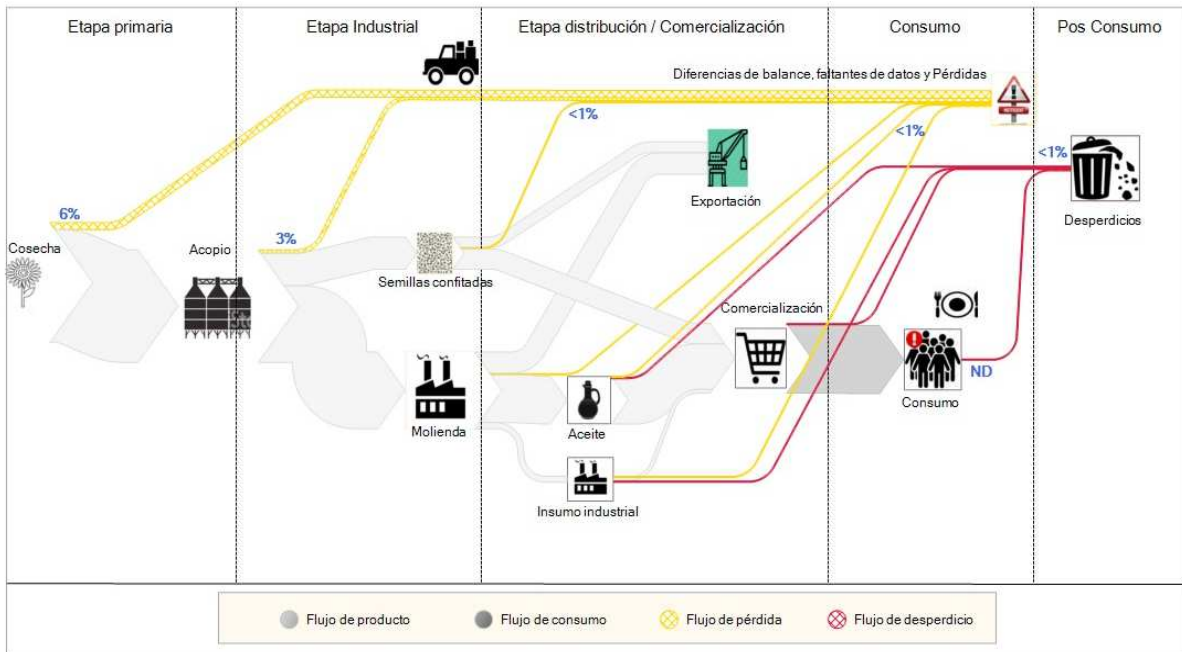 Etapa primaria
Etapa Industrial
Etapa distribución / Comercialización
Consumo
Pos Consumo
Diferencias de balance, faltantes de datos y Pérdidas
<1%
<1%
<1%
Exportación
Desperdicios
6%
Cosecha
Acopio
3%
Semillas confitadas
Comercialización
ND
Consumo
Molienda
Aceite
Insumo industrial
Flujo de producto
Flujo de consumo
Flujo de pérdida
Flujo de desperdicio